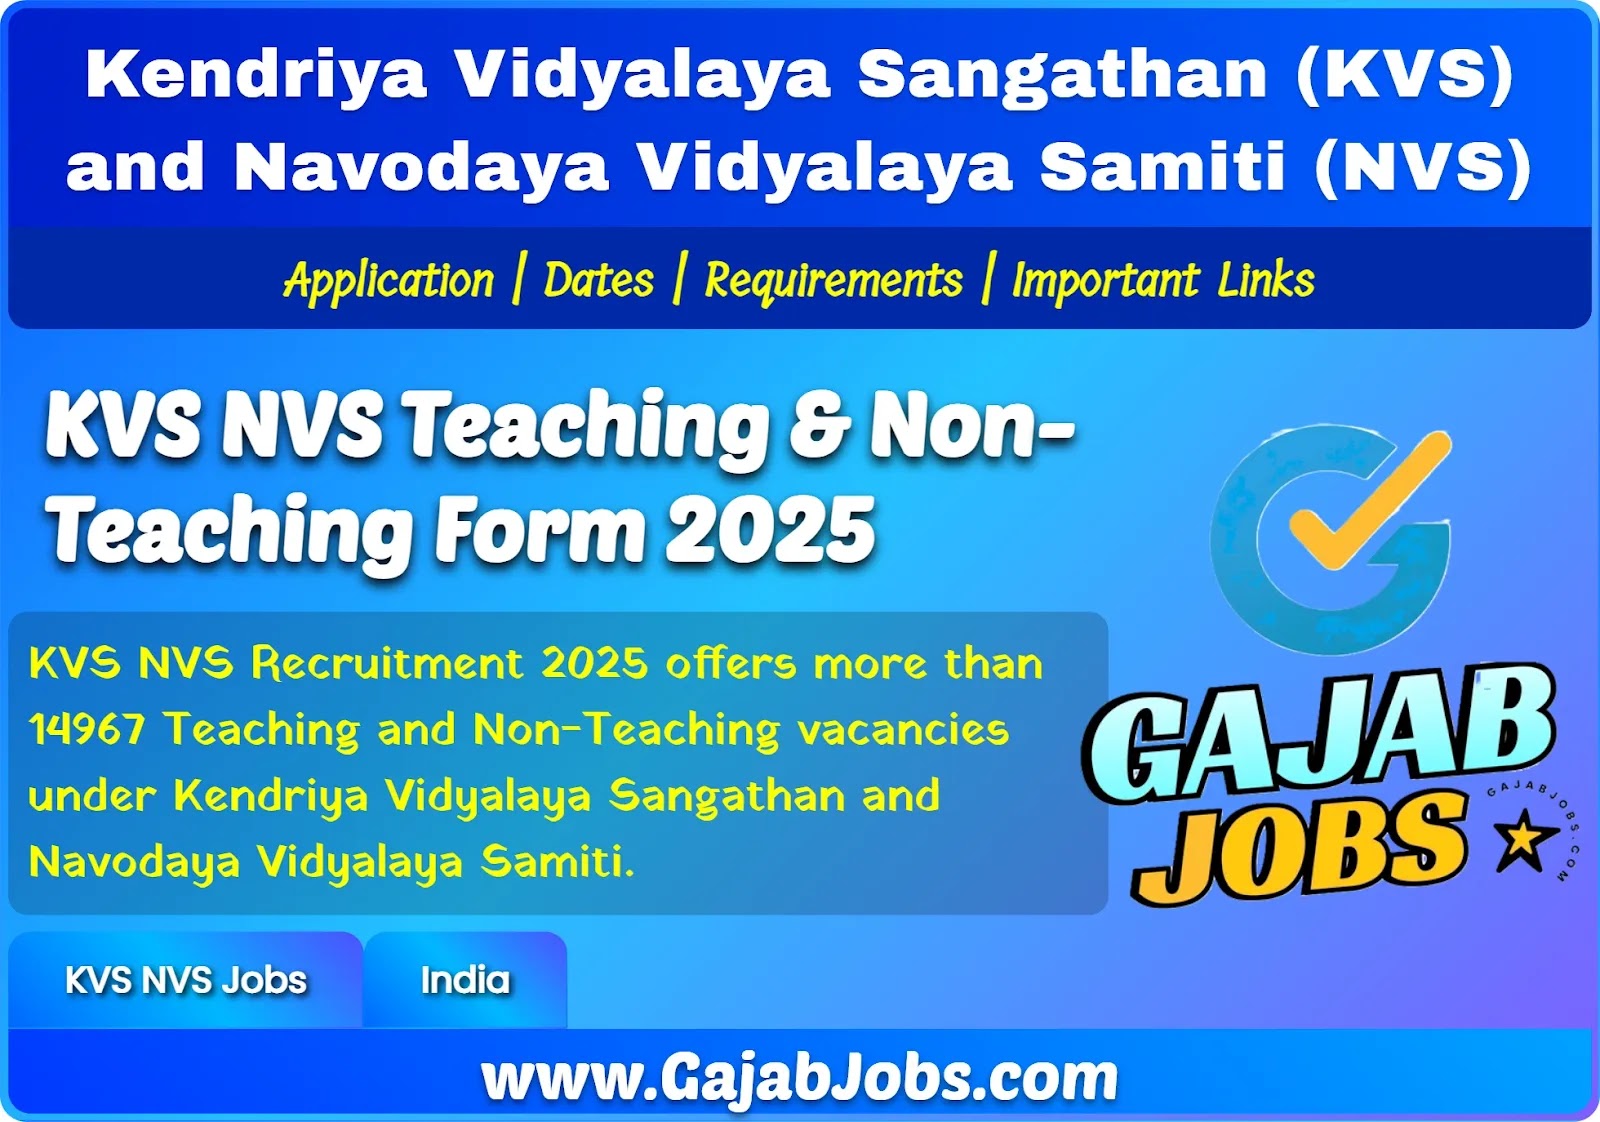 Kendriya Vidyalaya Sangathan (KVS)
and Navodaya Vidyalaya Samiti (NVS)
Application | Dates | Requirements | Important Links
KVS NVS Teaching & Non-
Teaching Form 2025
KVS NVS Recruitment 2025 offers more than
14967 Teaching and Non-Teaching vacancies
under Kendriya Vidyalaya Sangathan and
Navodaya Vidyalaya Samiti.
GAJAB
JOBS
GAJABJOBS.COM
KVS NVS Jobs
India
www.GajabJobs.com